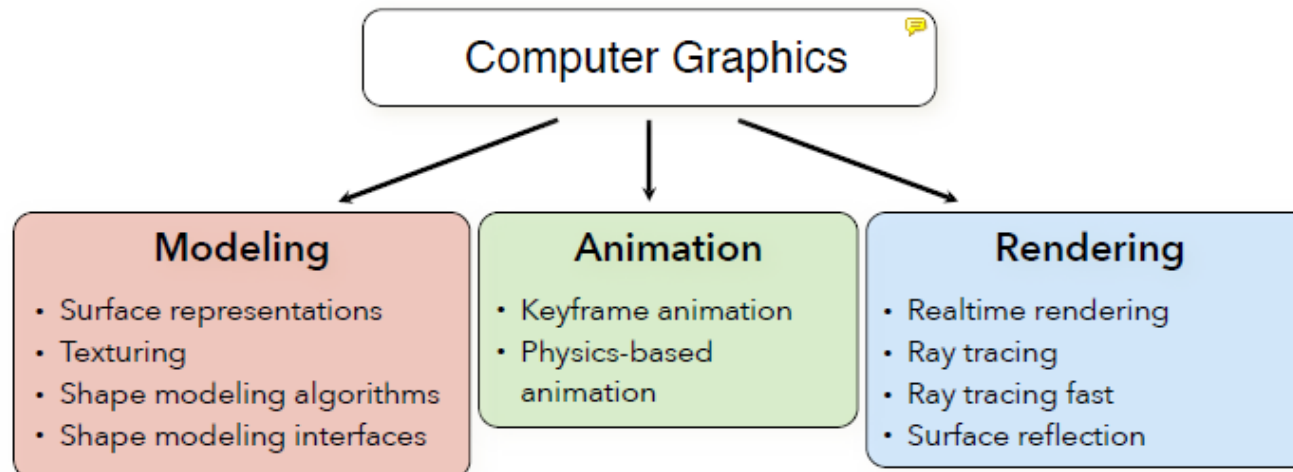 Computer Graphics
Modeling
• Surface representations
• Texturing
• Shape modeling algorithms
• Shape modeling interfaces
Animation
• Keyframe animation
• Physics-based
animation
Rendering
• Realtime rendering
• Ray tracing
• Ray tracing fast
• Surface reflection